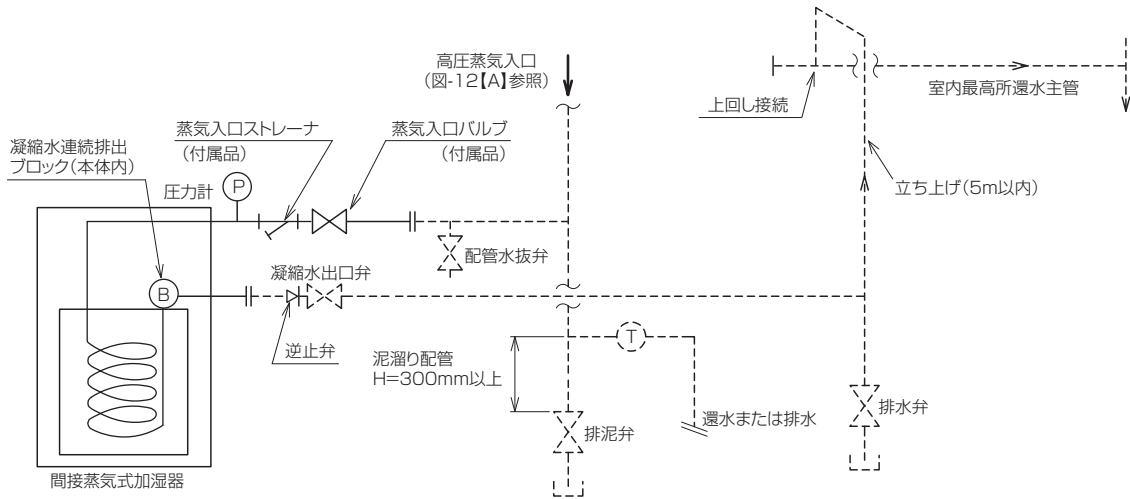 高圧蒸気入口
（図-12【A】参照）
室内最高所還水主管
上回し接続
蒸気入口ストレーナ
（付属品）
蒸気入口バルブ
（付属品）
凝縮水連続排出
ブロック（本体内）
圧力計
P
立ち上げ（5m以内）
配管水抜弁
凝縮水出口弁
B
逆止弁
T
泥溜り配管
H=300mm以上
還水または排水
排水弁
排泥弁
間接蒸気式加湿器